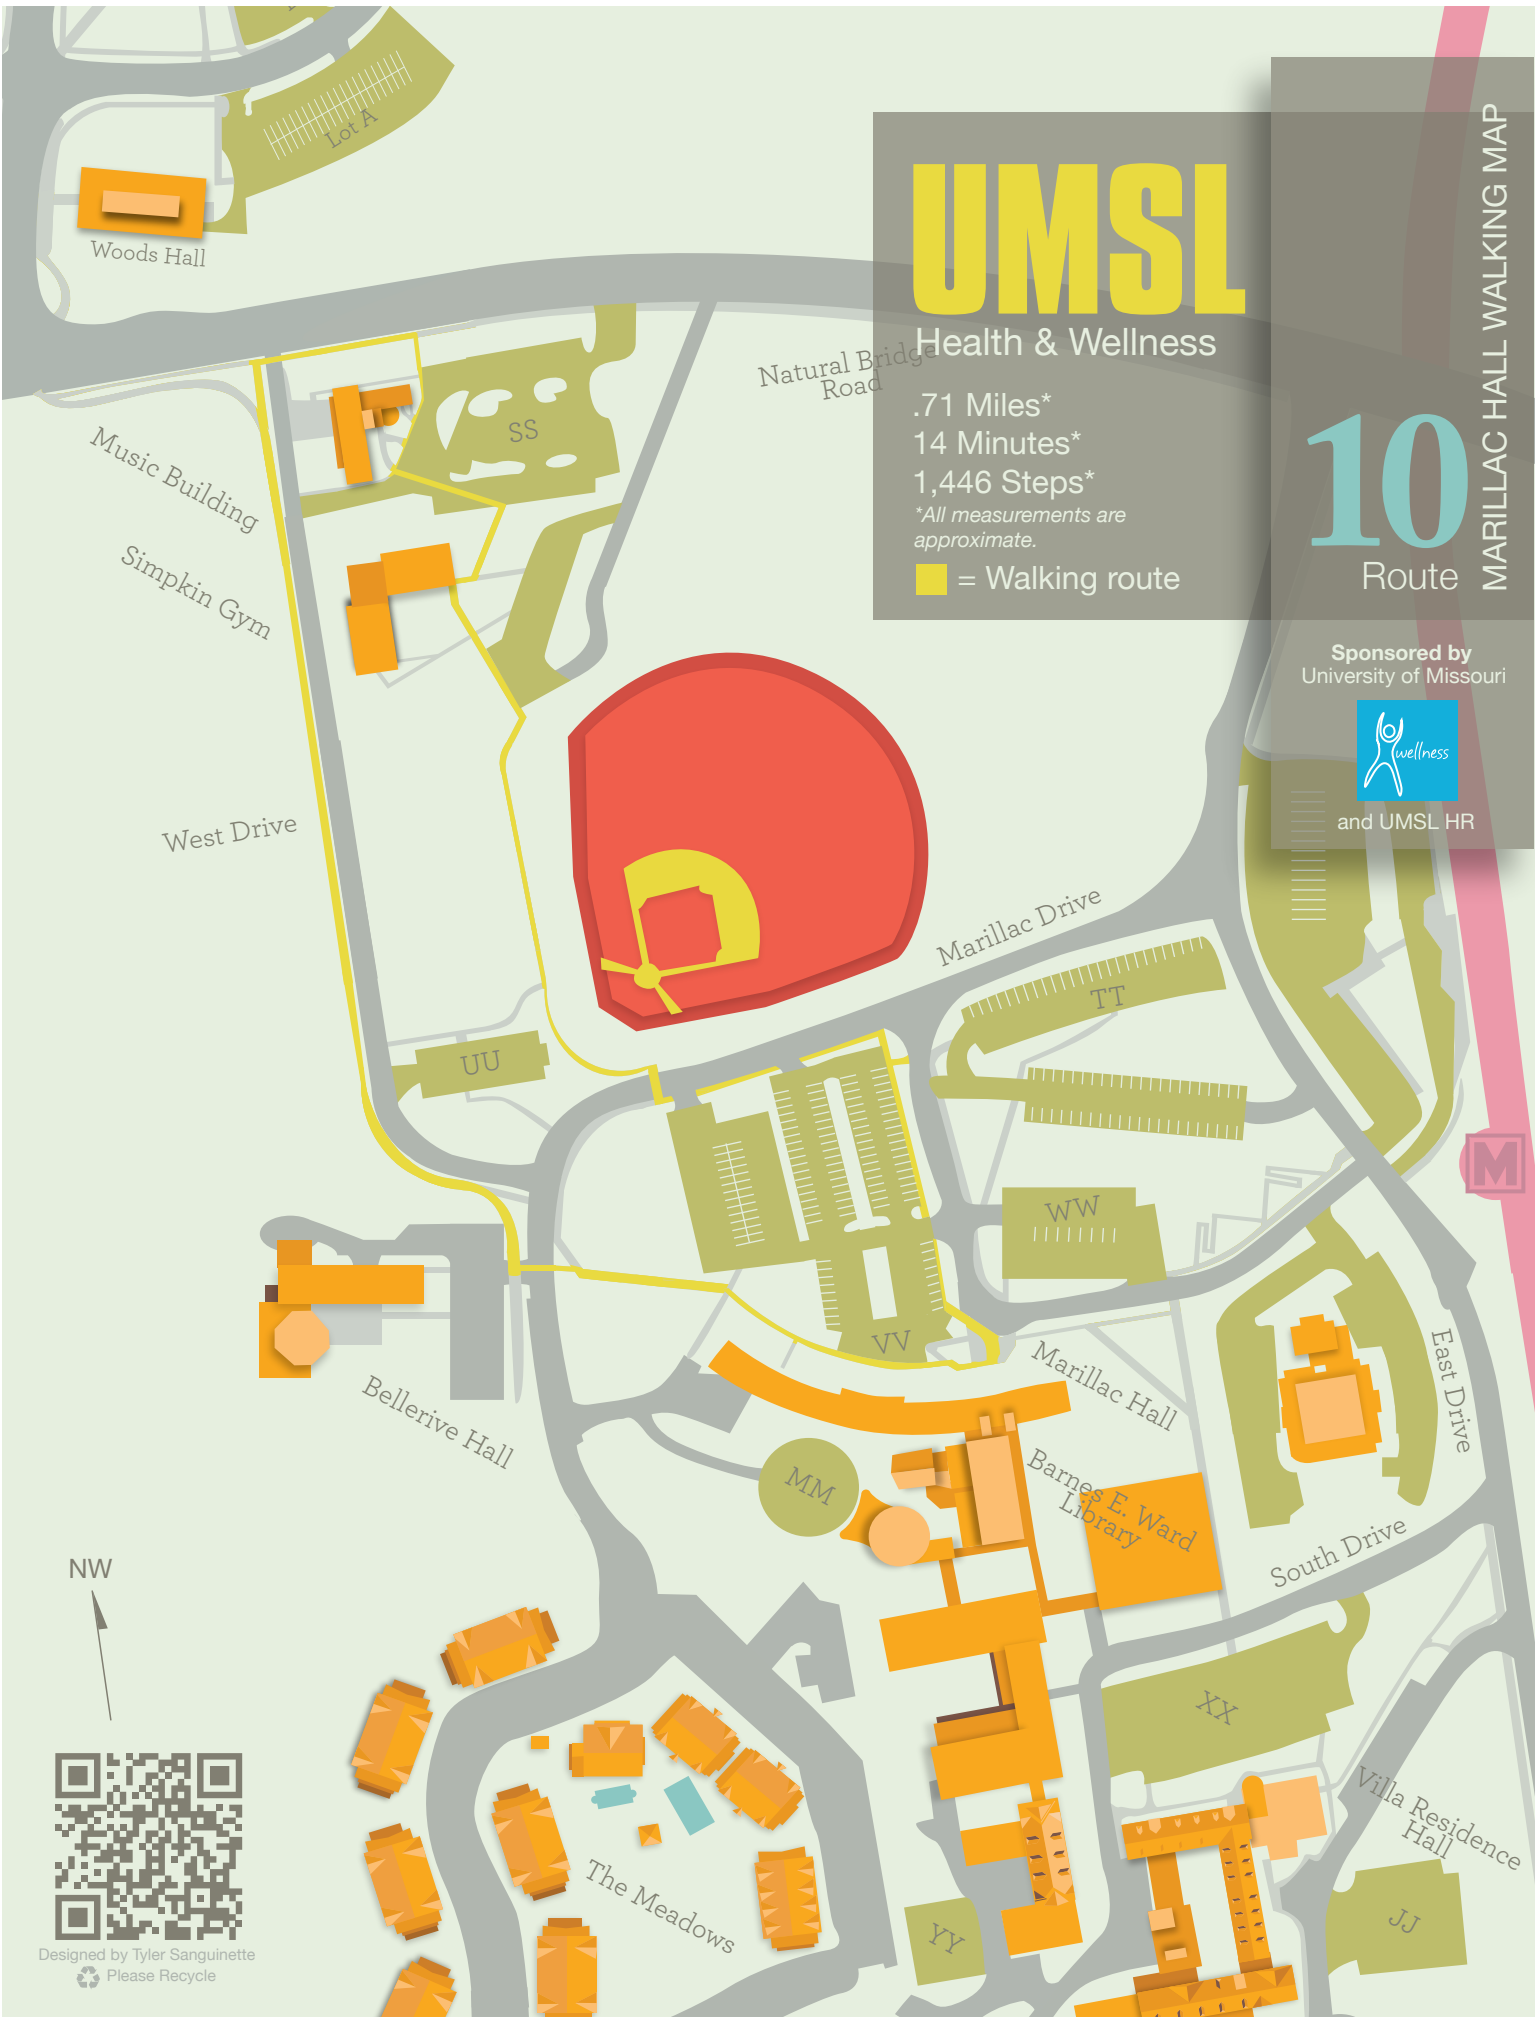 Lot A
Woods Hall
UMSL
Health & Wellness
.71 Miles*
14 Minutes*
1,446 Steps*
*All measurements are
approximate.
= Walking route
10
Route
MARILLAC HALL WALKING MAP
Sponsored by
University of Missouri
wellness
and UMSL HR
Natural Bridge
Road
SS
Music Building
Simpkin Gym
West Drive
Marillac Drive
TT
UU
M
WW
VV
Marillac Hall
East Drive
Bellerive Hall
MM
Barnes E. Ward
Library
South Drive
NW
XX
Villa Residence
Hall
The Meadows
YY
JJ
Designed by Tyler Sanguinette
Please Recycle